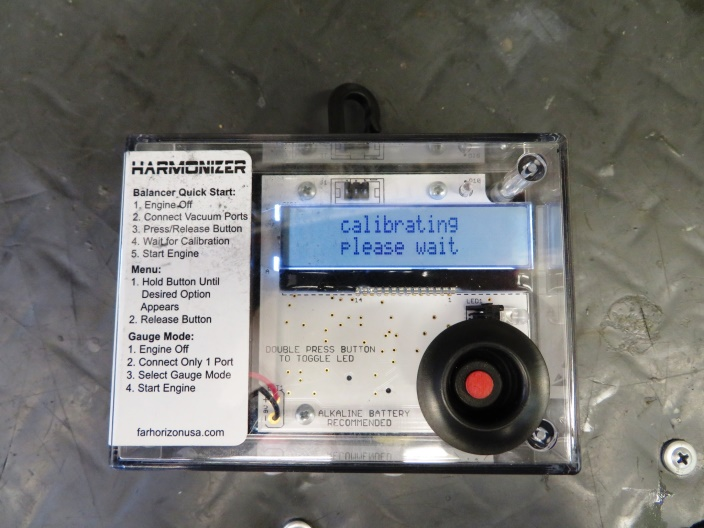 HARMONIZER
Balancer Quick Start:
1. Engine Off
2. Connect Vacuum Ports
3. Press/Release Button
4. Wait for Calibration
5. Start Engine
Menu:
1. Hold Button Until
Desired Option
Appears
2. Release Button
Gauge Mode:
1. Engine Off
2. Connect Only 1 Port
3. Select Gauge Mode
4. Start Engine
farhorizonusa.com
calibrating
please wait
LED1
DOUBLE PRESS BUTTON
TO TOGGLE LED
ALKALINE BATTERY
RECOMMENDED